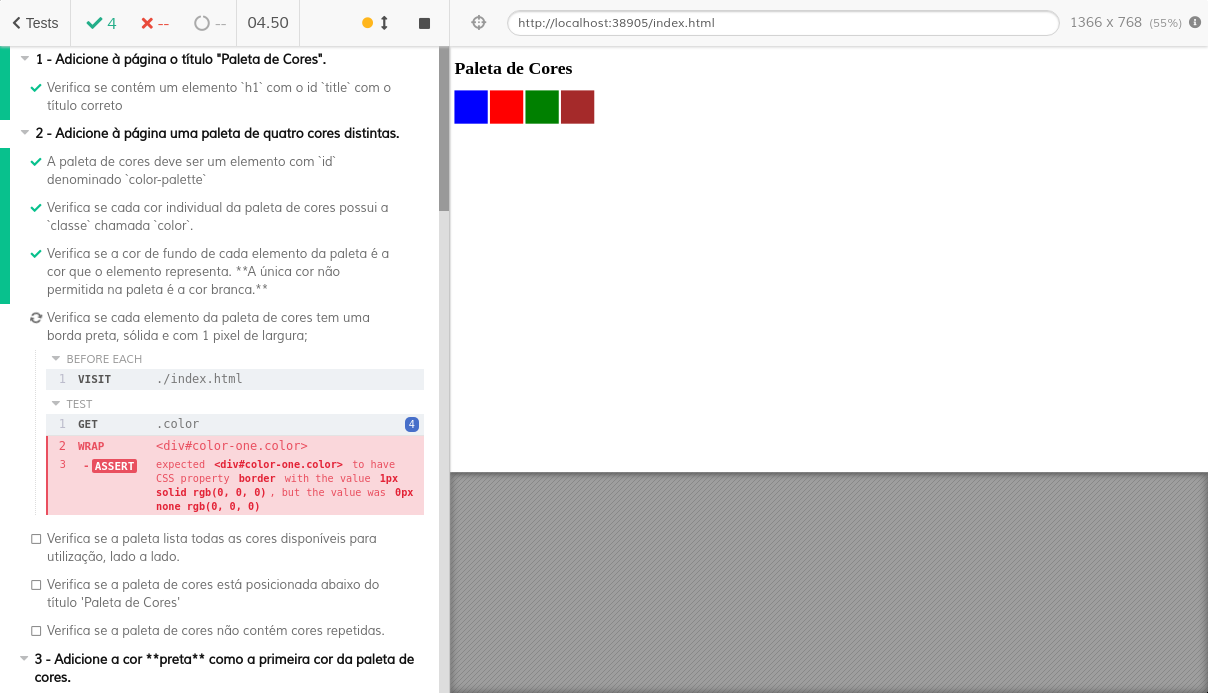 Tests 4 -- -- 04.50 http://localhost:38905/index.html 1366 x 768 (55%)
1 - Adicione à página o título "Paleta de Cores".
Verifica se contém um elemento `h1` com o id `title` com o
título correto
2 - Adicione à página uma paleta de quatro cores distintas.
A paleta de cores deve ser um elemento com `id`
denominado `color-palette`
Verifica se cada cor individual da paleta de cores possui a
`classe` chamada `color`.
Verifica se a cor de fundo de cada elemento da paleta é a
cor que o elemento representa. **A única cor não
permitida na paleta é a cor branca.**
Verifica se cada elemento da paleta de cores tem uma
borda preta, sólida e com 1 pixel de largura;
BEFORE EACH
1 VISIT ./index.html
TEST
1 GET .color 4
2 WRAP <div#color-one.color>
3 -ASSERT expected <div#color-one.color> to have
CSS property border with the value 1px
solid rgb(0, 0, 0), but the value was 0px
none rgb(0, 0, 0)
Verifica se a paleta lista todas as cores disponíveis para
utilização, lado a lado.
Verifica se a paleta de cores está posicionada abaixo do
título 'Paleta de Cores'
Verifica se a paleta de cores não contém cores repetidas.
3 - Adicione a cor **preta** como a primeira cor da paleta de
cores.
Paleta de Cores